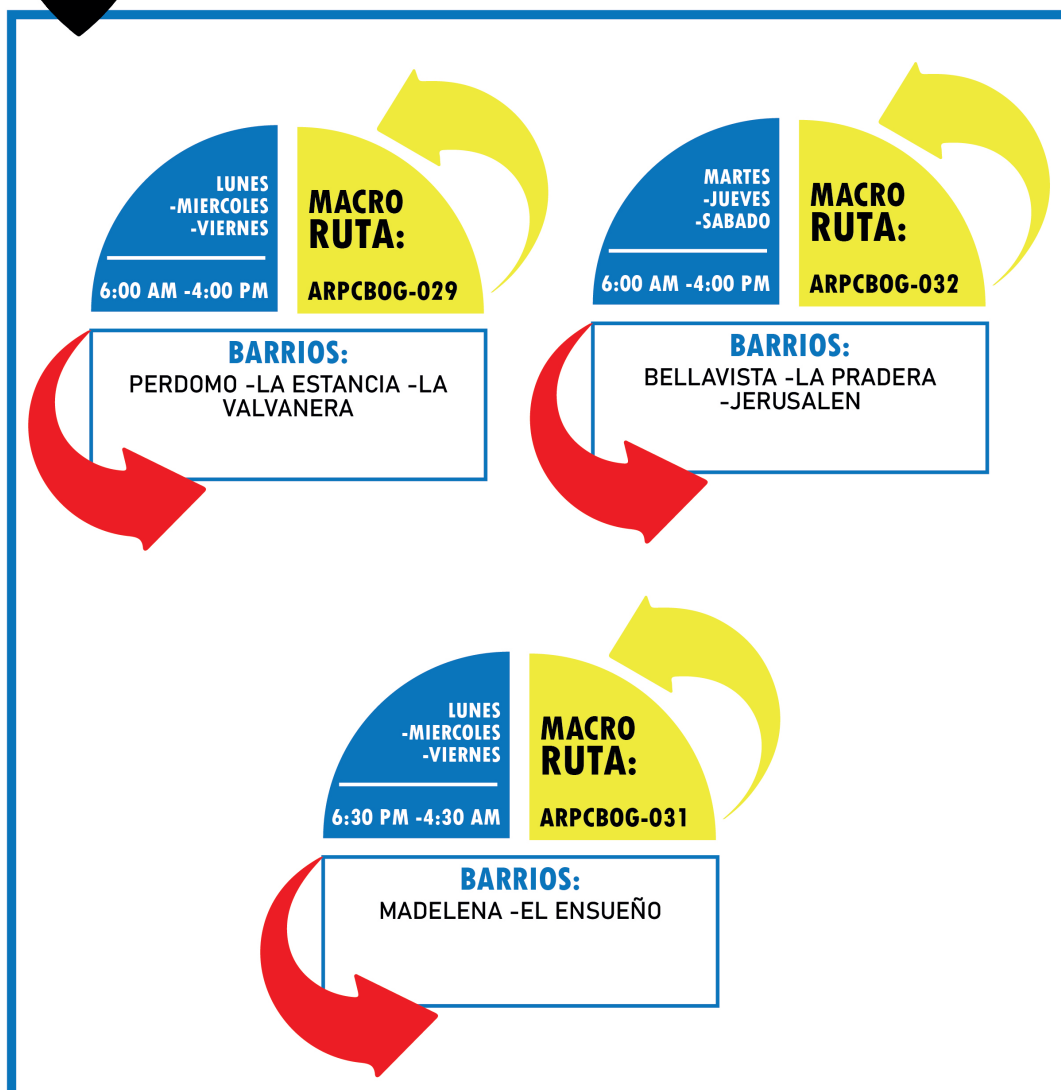 LUNES
-MIERCOLES
-VIERNES
6:00 AM -4:00 PM
MACRO
RUTA:
ARPCBOG-029
BARRIOS:
PERDOMO -LA ESTANCIA -LA
VALVANERA
MARTES
-JUEVES
-SABADO
6:00 AM -4:00 PM
MACRO
RUTA:
ARPCBOG-032
BARRIOS:
BELLAVISTA -LA PRADERA
-JERUSALEN
LUNES
-MIERCOLES
-VIERNES
6:30 PM -4:30 AM
MACRO
RUTA:
ARPCBOG-031
BARRIOS:
MADELENA -EL ENSUEÑO